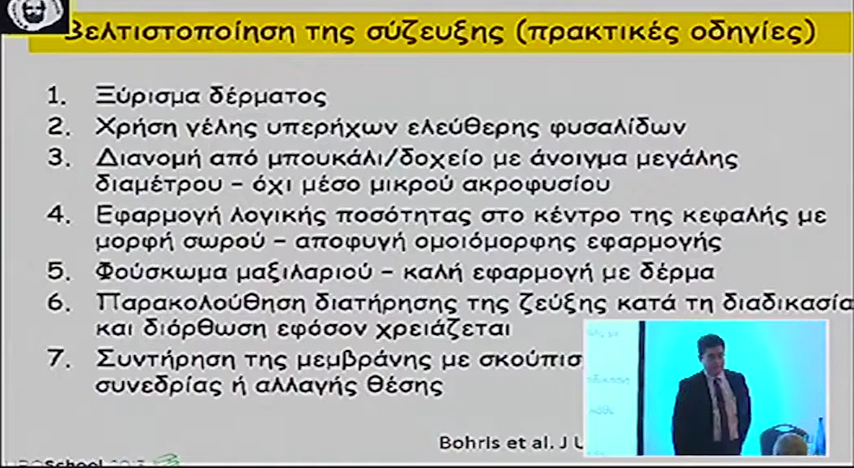 Βελτιστοποίηση της σύζευξης (πρακτικές οδηγίες)
1. Ξύρισμα δέρματος
2. Χρήση γέλης υπερήχων ελεύθερης φυσαλίδων
3. Διανομή από μπουκάλι/δοχείο με άνοιγμα μεγάλης
διαμέτρου – όχι μέσο μικρού ακροφυσίου
4. Εφαρμογή λογικής ποσότητας στο κέντρο της κεφαλής με
μορφή σωρού – αποφυγή ομοιόμορφης εφαρμογής
5. Φούσκωμα μαξιλαριού – καλή εφαρμογή με δέρμα
6. Παρακολούθηση διατήρησης της ζεύξης κατά τη διαδικασία
και διόρθωση εφόσον χρειάζεται
7. Συντήρηση της μεμβράνης με σκούπισ
συνεδρίας ή αλλαγής θέσης
Bohris et al. J U
School 2013